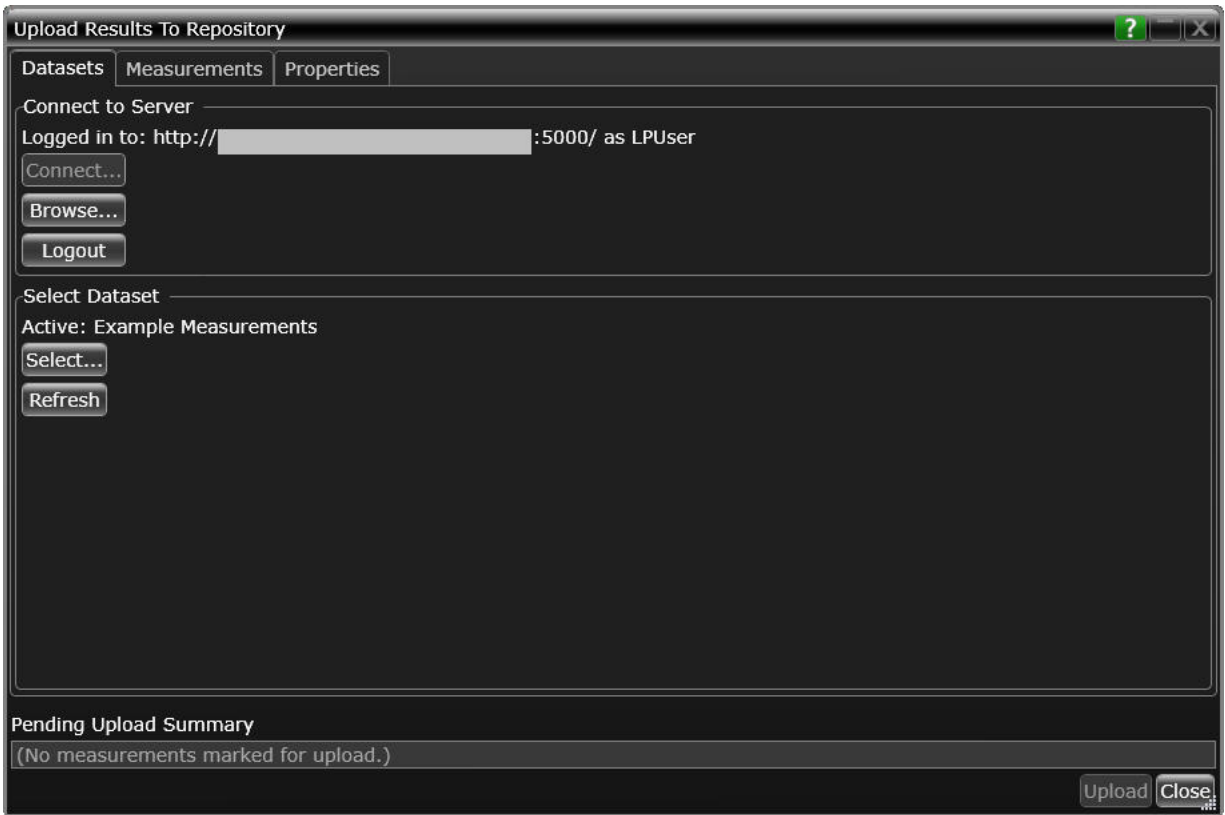 Upload Results To Repository ? X
Datasets Measurements Properties
Connect to Server
Logged in to: http:// :5000/ as LPUser
Connect...
Browse...
Logout
Select Dataset
Active: Example Measurements
Select...
Refresh
Pending Upload Summary
(No measurements marked for upload.)
Upload Close